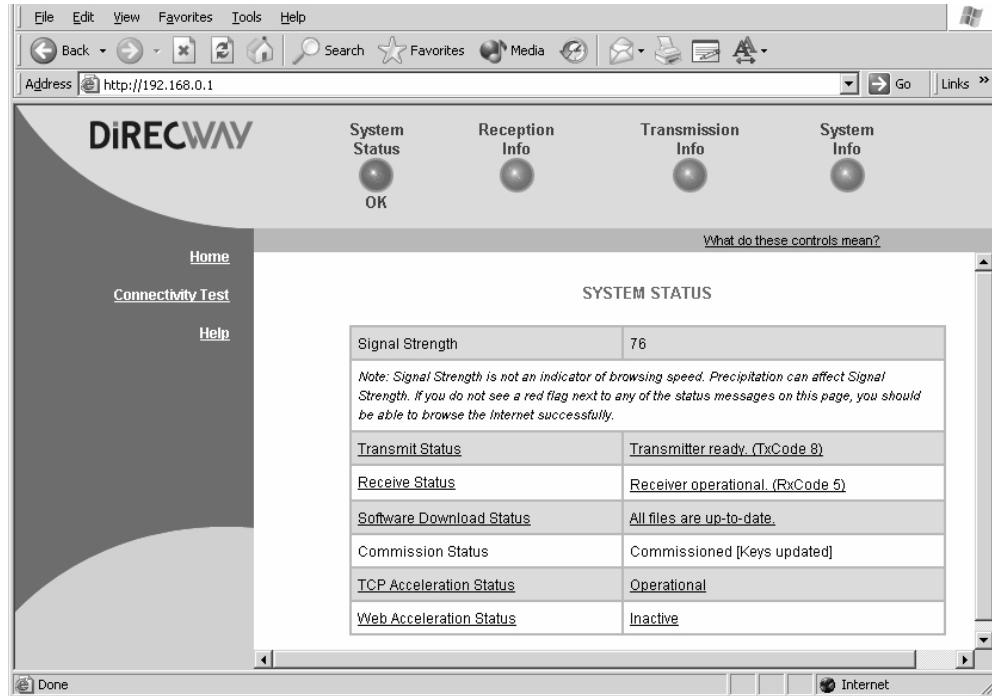 File Edit View Favorites Tools Help
Back Search Favorites Media
Address http://192.168.0.1 Go Links »
DIRECWAY
System Status
Reception Info
Transmission Info
System Info
OK
What do these controls mean?
Home
Connectivity Test
Help
SYSTEM STATUS
Signal Strength 76
Note: Signal Strength is not an indicator of browsing speed. Precipitation can affect Signal
Strength. If you do not see a red flag next to any of the status messages on this page, you should
be able to browse the Internet successfully.
Transmit Status Transmitter ready. (TxCode 8)
Receive Status Receiver operational. (RxCode 5)
Software Download Status All files are up-to-date.
Commission Status Commissioned [Keys updated]
TCP Acceleration Status Operational
Web Acceleration Status Inactive
Done Internet